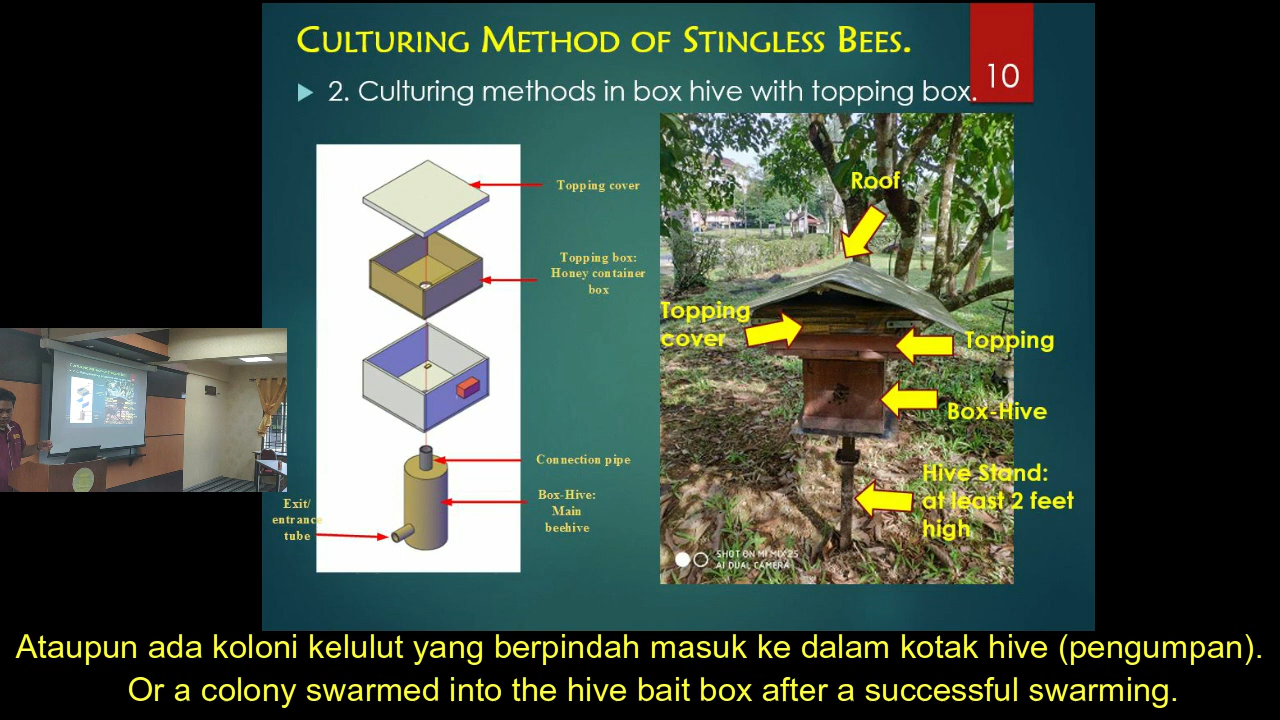 CULTURING METHOD OF STINGLESS BEES.
10
2. Culturing methods in box hive with topping box.
Topping cover
Topping box:
Honey container
box
Connection pipe
Box-Hive:
Main
beehive
Exit/
entrance
tube
Roof
Topping
cover
Topping
Box-Hive
Hive Stand:
at least 2 feet
high
SHOT ON MI MIX 2S
AI DUAL CAMERA
Ataupun ada koloni kelulut yang berpindah masuk ke dalam kotak hive (pengumpan).
Or a colony swarmed into the hive bait box after a successful swarming.